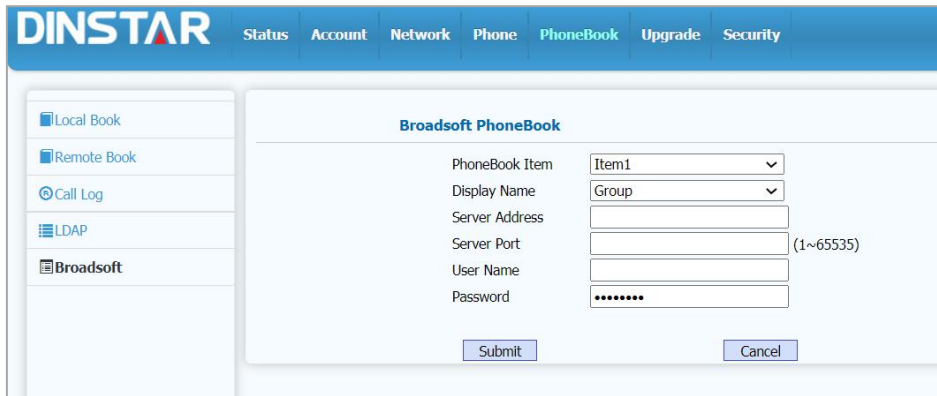 DINSTAR
Status Account Network Phone PhoneBook Upgrade Security
Local Book
Remote Book
Call Log
LDAP
Broadsoft
Broadsoft PhoneBook
PhoneBook Item Item1
Display Name Group
Server Address
Server Port (1~65535)
User Name
Password ••••••••
Submit Cancel